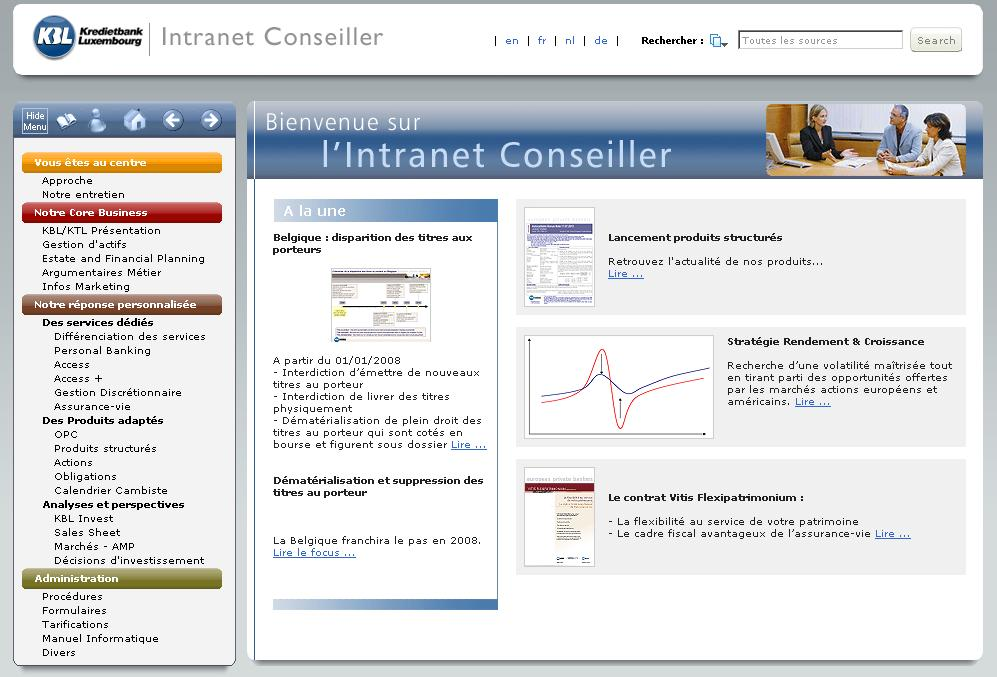 KBL Kredietbank
Luxembourg
Intranet Conseiller
| en | fr | nl | de |
Rechercher :
Toutes les sources
Search
Hide
Menu
Vous êtes au centre
Approche
Notre entretien
Notre Core Business
KBL/KTL Présentation
Gestion d'actifs
Estate and Financial Planning
Argumentaires Métier
Infos Marketing
Notre réponse personnalisée
Des services dédiés
Différenciation des services
Personal Banking
Access
Access +
Gestion Discrétionnaire
Assurance-vie
Des Produits adaptés
OPC
Produits structurés
Actions
Obligations
Calendrier Cambiste
Analyses et perspectives
KBL Invest
Sales Sheet
Marchés - AMP
Décisions d'investissement
Administration
Procédures
Formulaires
Tarifications
Manuel Informatique
Divers
Bienvenue sur
l'Intranet Conseiller
A la une
Belgique : disparition des titres aux
porteurs
A partir du 01/01/2008
- Interdiction d'émettre de nouveaux
titres au porteur
- Interdiction de livrer des titres
physiquement
- Dématérialisation de plein droit des
titres au porteur qui sont cotés en
bourse et figurent sous dossier Lire ...
Dématérialisation et suppression des
titres au porteur
La Belgique franchira le pas en 2008.
Lire le focus ...
european private bankers
Lancement produits structurés
Retrouvez l'actualité de nos produits...
Lire ...
Stratégie Rendement & Croissance
Recherche d'une volatilité maîtrisée tout
en tirant parti des opportunités offertes
par les marchés actions européens et
américains. Lire ...
european private bankers
VITIS FLEXIPATRIMONIUM
Le contrat Vitis Flexipatrimonium :
- La flexibilité au service de votre patrimoine
- Le cadre fiscal avantageux de l'assurance-vie Lire ...